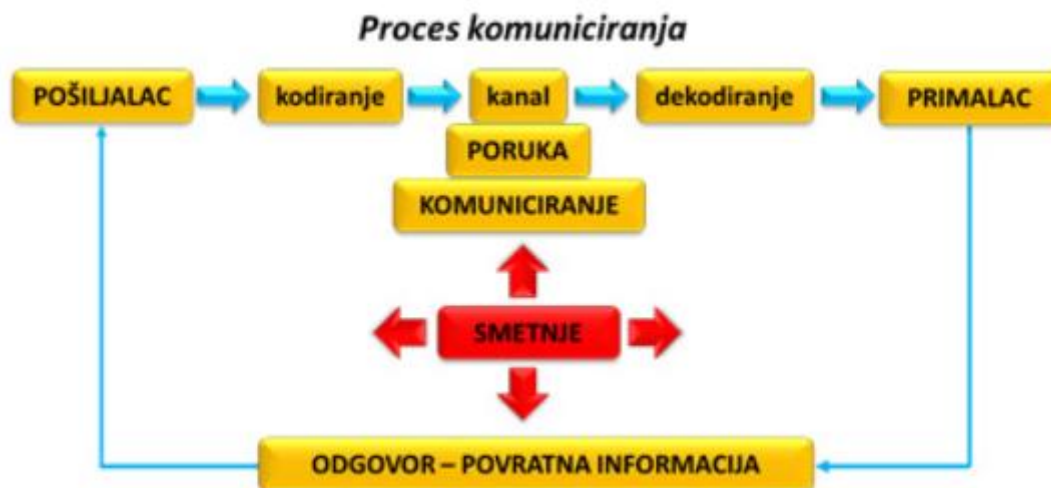 Proces komuniciranja
POŠILJALAC
kodiranje
kanal
dekodiranje
PRIMALAC
PORUKA
KOMUNICIRANJE
SMETNJE
ODGOVOR – POVRATNA INFORMACIJA